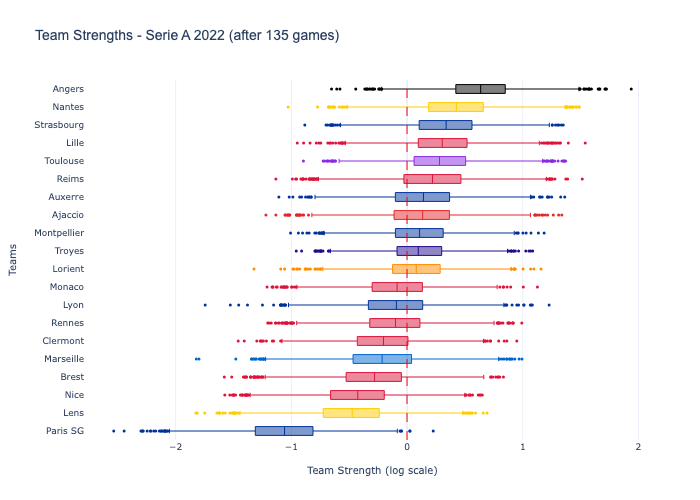 Team Strengths - Serie A 2022 (after 135 games)
Angers
Nantes
Strasbourg
Lille
Toulouse
Reims
Auxerre
Ajaccio
Montpellier
Troyes
Lorient
Monaco
Lyon
Rennes
Clermont
Marseille
Brest
Nice
Lens
Paris SG
Teams
−2 −1 0 1 2
Team Strength (log scale)